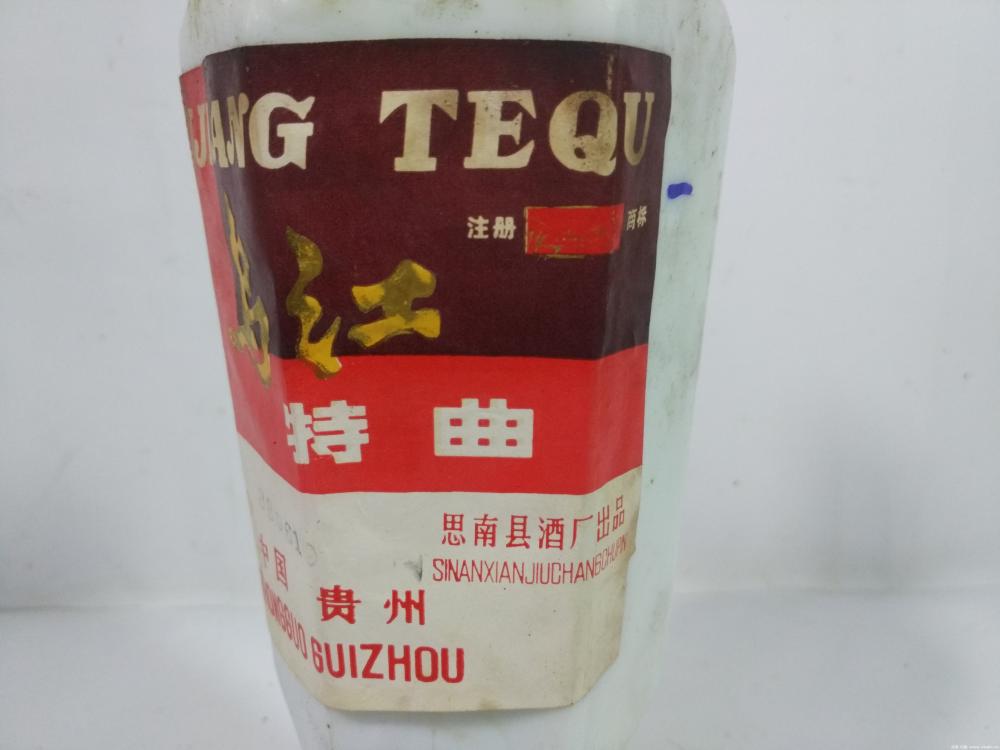 JIANG TEQU
注册 商标
乌江
特曲
思南县酒厂出品
SINANXIANJIUCHANGCHUPIN
中国 贵州
ZHONGGUO GUIZHOU